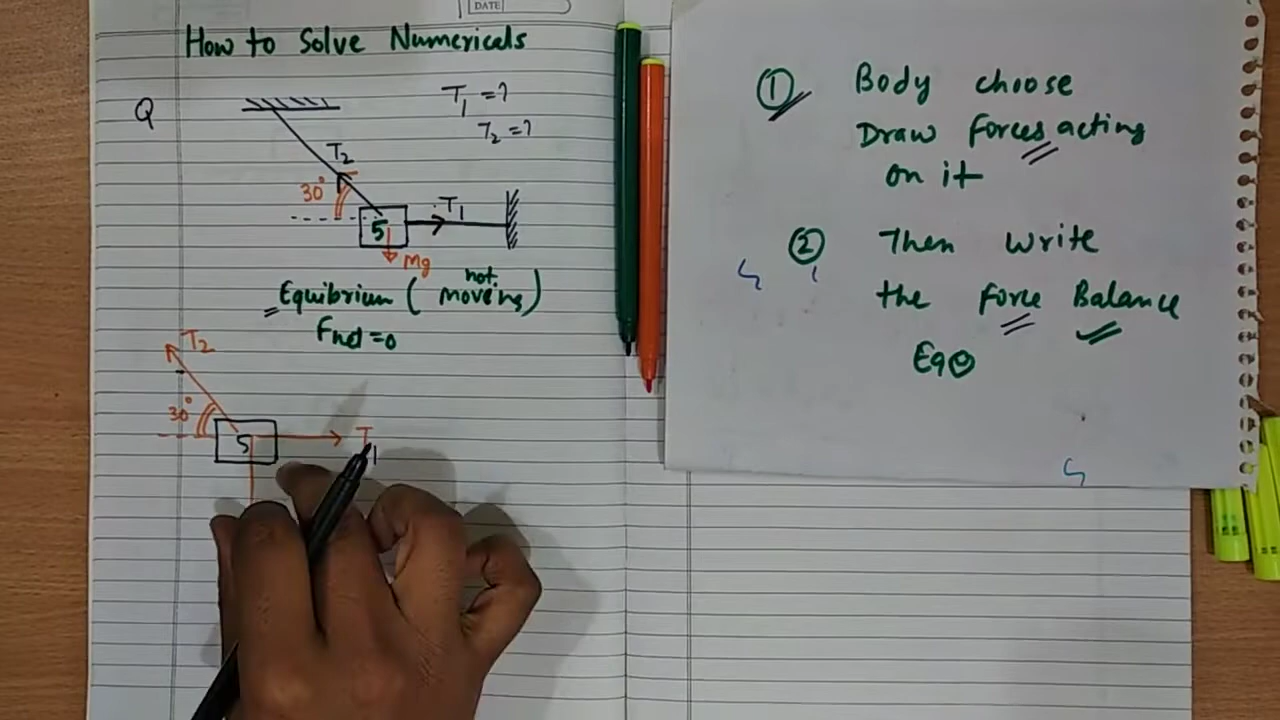 DATE
How to Solve Numericals
Q
T1 = ?
T2 = ?
T2
30°
T1
5
Mg
Equibrium ( not moveing )
Fnet = 0
T2
30°
5
T1
① Body choose
Draw forces acting
on it
② Then write
the force Balance
Eq